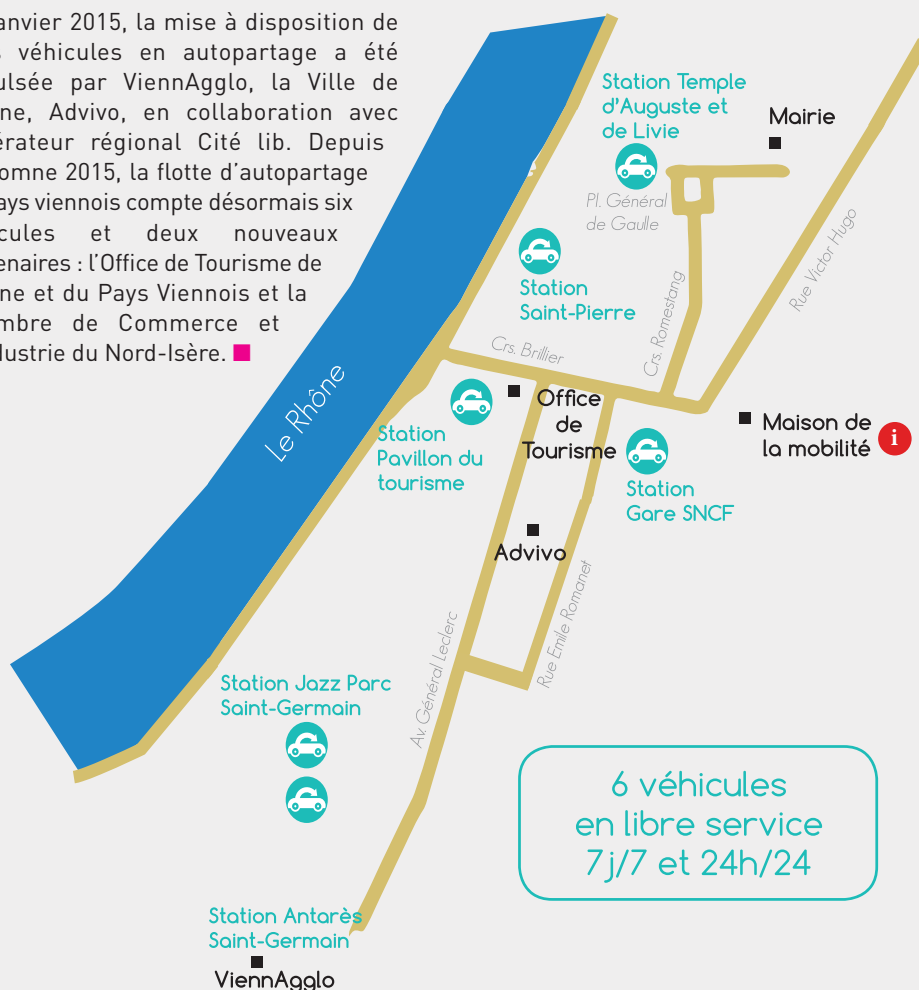 anvier 2015, la mise à disposition de
véhicules en autopartage a été
ulsée par ViennAgglo, la Ville de
ne, Advivo, en collaboration avec
érateur régional Cité lib. Depuis
omne 2015, la flotte d'autopartage
ays viennois compte désormais six
cules et deux nouveaux
enaires : l'Office de Tourisme de
ne et du Pays Viennois et la
mbre de Commerce et
dustrie du Nord-Isère.
Station Temple
d'Auguste et
de Livie
Mairie
Pl. Général
de Gaulle
Rue Victor Hugo
Station
Saint-Pierre
Crs. Romestang
Crs. Brillier
Le Rhône
Office
de
Tourisme
Station
Pavillon du
tourisme
Maison de
la mobilité
i
Station
Gare SNCF
Advivo
Av. Général Leclerc
Rue Emile Romanet
Station Jazz Parc
Saint-Germain
6 véhicules
en libre service
7j/7 et 24h/24
Station Antarès
Saint-Germain
ViennAgglo